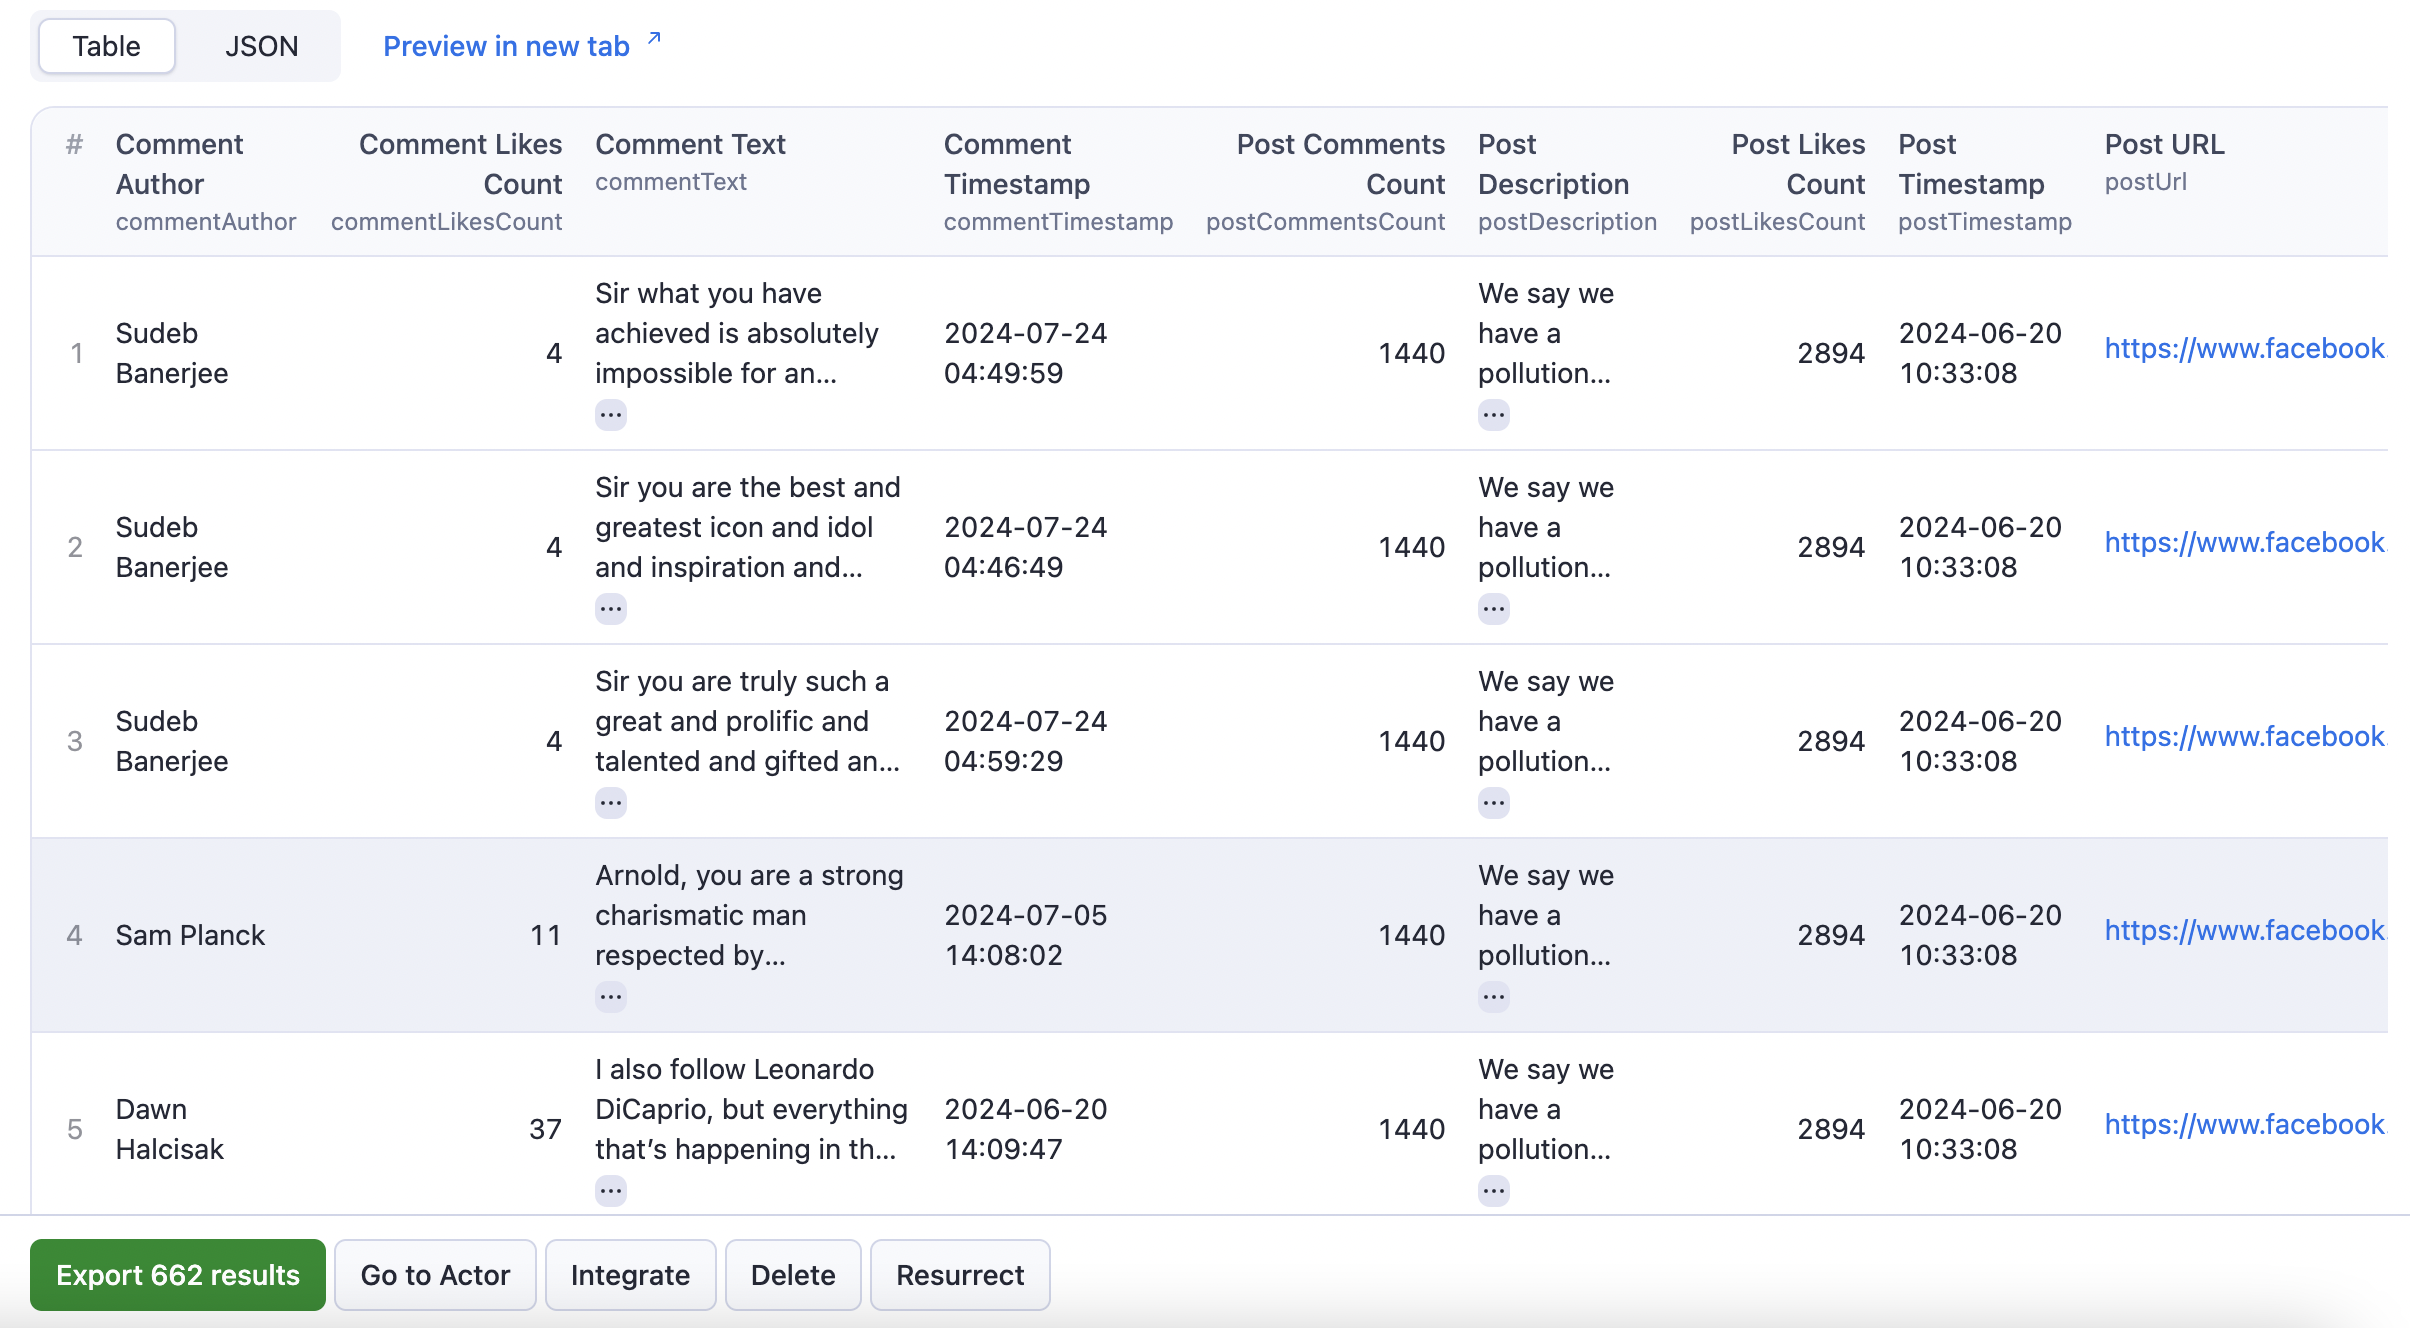 Table JSON Preview in new tab ↗
# Comment Author commentAuthor Comment Likes Count commentLikesCount Comment Text commentText Comment Timestamp commentTimestamp Post Comments Count postCommentsCount Post Description postDescription Post Likes Count postLikesCount Post Timestamp postTimestamp Post URL postUrl
1 Sudeb Banerjee 4 Sir what you have achieved is absolutely impossible for an... ... 2024-07-24 04:49:59 1440 We say we have a pollution... ... 2894 2024-06-20 10:33:08 https://www.facebook.
2 Sudeb Banerjee 4 Sir you are the best and greatest icon and idol and inspiration and... ... 2024-07-24 04:46:49 1440 We say we have a pollution... ... 2894 2024-06-20 10:33:08 https://www.facebook.
3 Sudeb Banerjee 4 Sir you are truly such a great and prolific and talented and gifted an... ... 2024-07-24 04:59:29 1440 We say we have a pollution... ... 2894 2024-06-20 10:33:08 https://www.facebook.
4 Sam Planck 11 Arnold, you are a strong charismatic man respected by... ... 2024-07-05 14:08:02 1440 We say we have a pollution... ... 2894 2024-06-20 10:33:08 https://www.facebook.
5 Dawn Halcisak 37 I also follow Leonardo DiCaprio, but everything that’s happening in th... ... 2024-06-20 14:09:47 1440 We say we have a pollution... ... 2894 2024-06-20 10:33:08 https://www.facebook.
Export 662 results Go to Actor Integrate Delete Resurrect